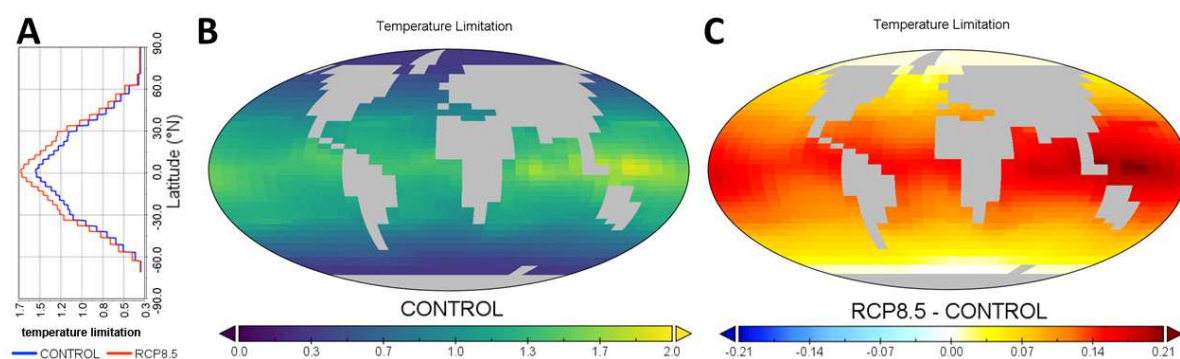 A
90.0
60.0
30.0
0.0
-30.0
-60.0
-90.0
Latitude (°N)
1.7
1.5
1.2
1.0
0.8
0.5
0.3
temperature limitation
CONTROL
RCP8.5
B
Temperature Limitation
CONTROL
0.0
0.3
0.7
1.0
1.3
1.7
2.0
C
Temperature Limitation
RCP8.5 - CONTROL
-0.21
-0.14
-0.07
0.00
0.07
0.14
0.21